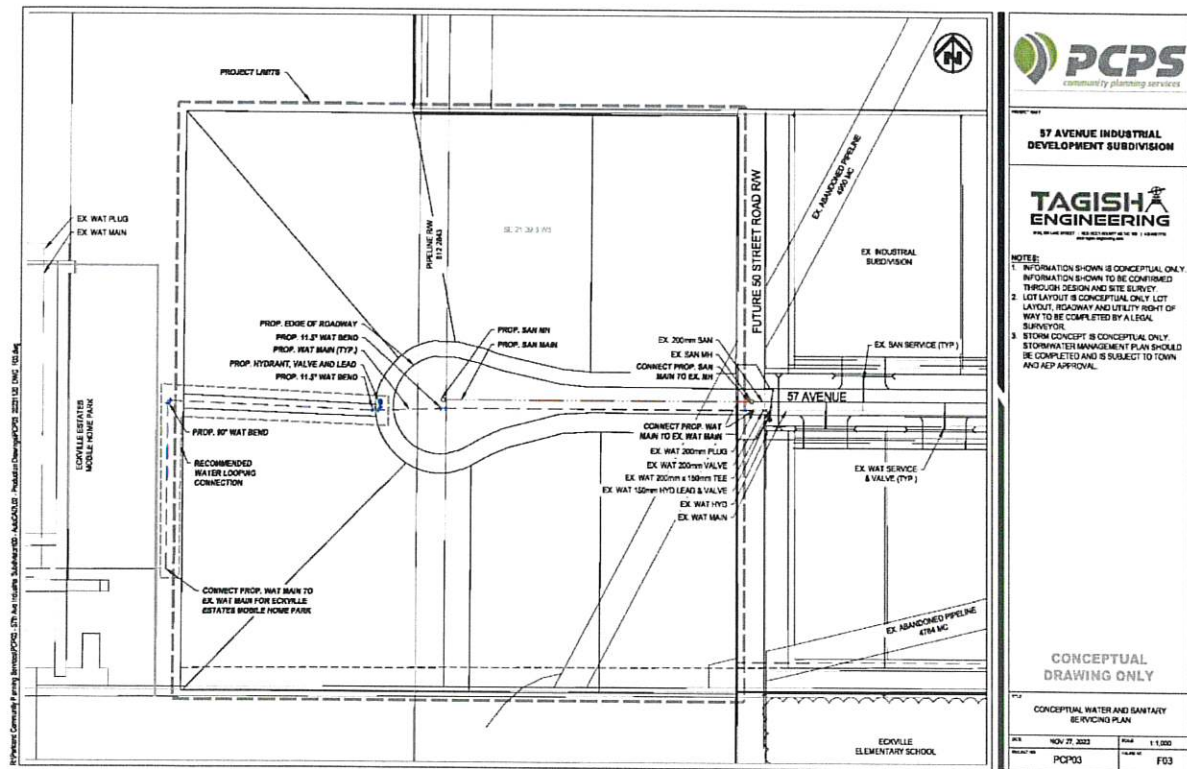 PROJECT LIMITS
EX. WAT PLUG
EX. WAT MAIN
PIPELINE R/W
812 2843
SE 21 39 3 W5
FUTURE 50 STREET ROAD R/W
EX. ABANDONED PIPELINE
EX. INDUSTRIAL
SUBDIVISION
PROP. EDGE OF ROADWAY
PROP. 11.5° WAT BEND
PROP. WAT MAIN (TYP.)
PROP. HYDRANT, VALVE AND LEAD
PROP. 11.5° WAT BEND
PROP. SAN MH
PROP. SAN MAIN
EX. 200mm SAN
EX. SAN MH
CONNECT PROP. SAN
MAIN TO EX. MH
EX. SAN SERVICE (TYP.)
57 AVENUE
ECKVILLE ESTATES
MOBILE HOME PARK
PROP. 90° WAT BEND
RECOMMENDED
WATER LOOPING
CONNECTION
CONNECT PROP. WAT
MAIN TO EX. WAT MAIN
EX. WAT 200mm PLUG
EX. WAT 200mm VALVE
EX. WAT 200mm x 150mm TEE
EX. WAT 150mm HYD LEAD & VALVE
EX. WAT HYD
EX. WAT MAIN
EX. WAT SERVICE
& VALVE (TYP.)
CONNECT PROP. WAT MAIN TO
EX. WAT MAIN FOR ECKVILLE
ESTATES MOBILE HOME PARK
EX. ABANDONED PIPELINE
4784 MC
ECKVILLE
ELEMENTARY SCHOOL
PCPS
community planning services
57 AVENUE INDUSTRIAL
DEVELOPMENT SUBDIVISION
TAGISH
ENGINEERING
NOTES:
1. INFORMATION SHOWN IS CONCEPTUAL ONLY.
INFORMATION SHOWN TO BE CONFIRMED
THROUGH DESIGN AND SITE SURVEY.
2. LOT LAYOUT IS CONCEPTUAL ONLY. LOT
LAYOUT, ROADWAY AND UTILITY RIGHT OF
WAY TO BE COMPLETED BY A LEGAL
SURVEYOR.
3. STORM CONCEPT IS CONCEPTUAL ONLY.
STORMWATER MANAGEMENT PLAN SHOULD
BE COMPLETED AND IS SUBJECT TO TOWN
AND AEP APPROVAL.
CONCEPTUAL
DRAWING ONLY
CONCEPTUAL WATER AND SANITARY
SERVICING PLAN
NOV 27, 2023
1:1,000
PCP03
F03